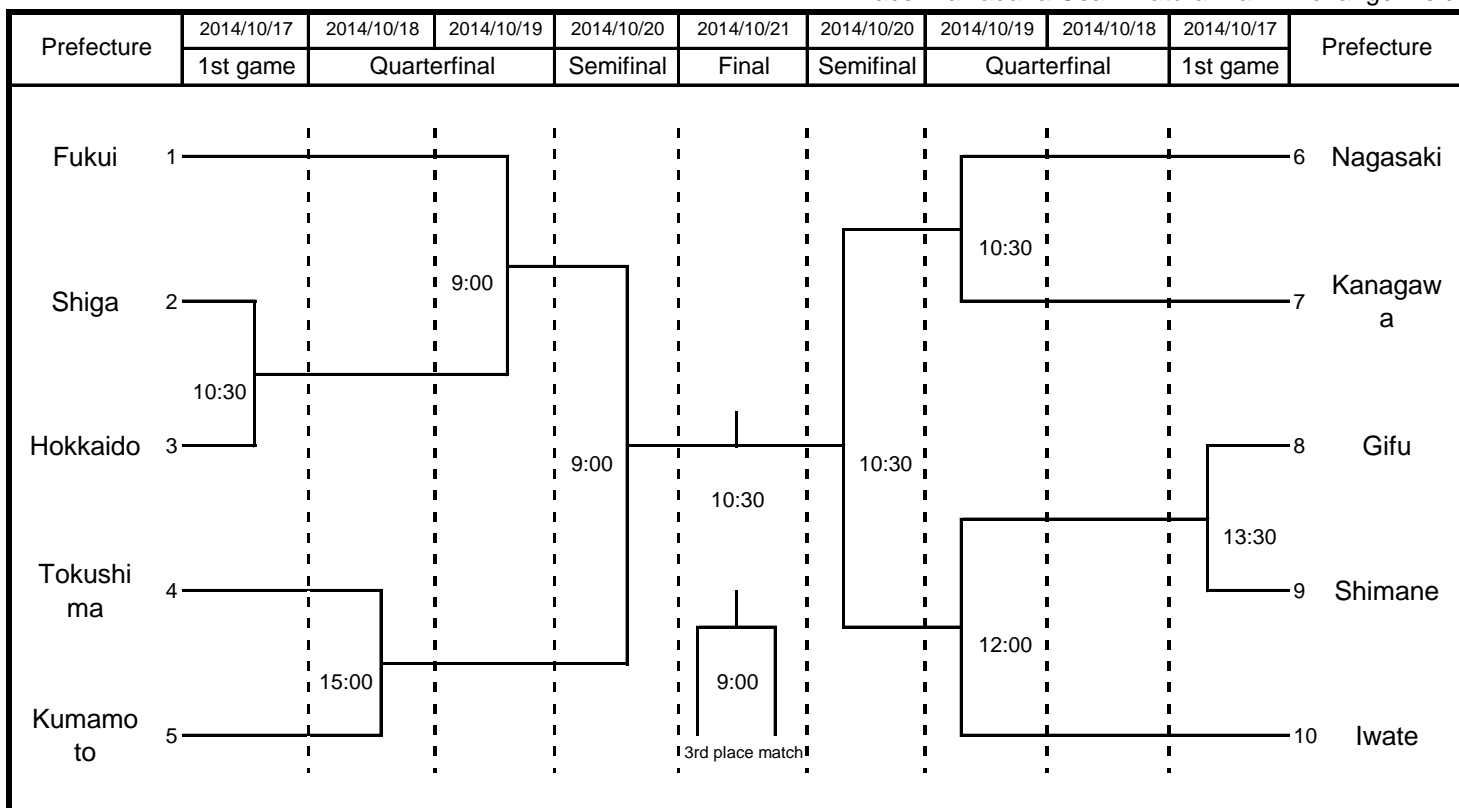 Prefecture 2014/10/17 2014/10/18 2014/10/19 2014/10/20 2014/10/21 2014/10/20 2014/10/19 2014/10/18 2014/10/17 Prefecture
1st game Quarterfinal Semifinal Final Semifinal Quarterfinal 1st game
Fukui 1 6 Nagasaki
10:30
9:00
Shiga 2 7 Kanagaw
a
10:30
Hokkaido 3 8 Gifu
9:00 10:30
10:30
13:30
Tokushi
ma 4 9 Shimane
12:00
15:00 9:00
Kumamo
to 5 10 Iwate
3rd place match